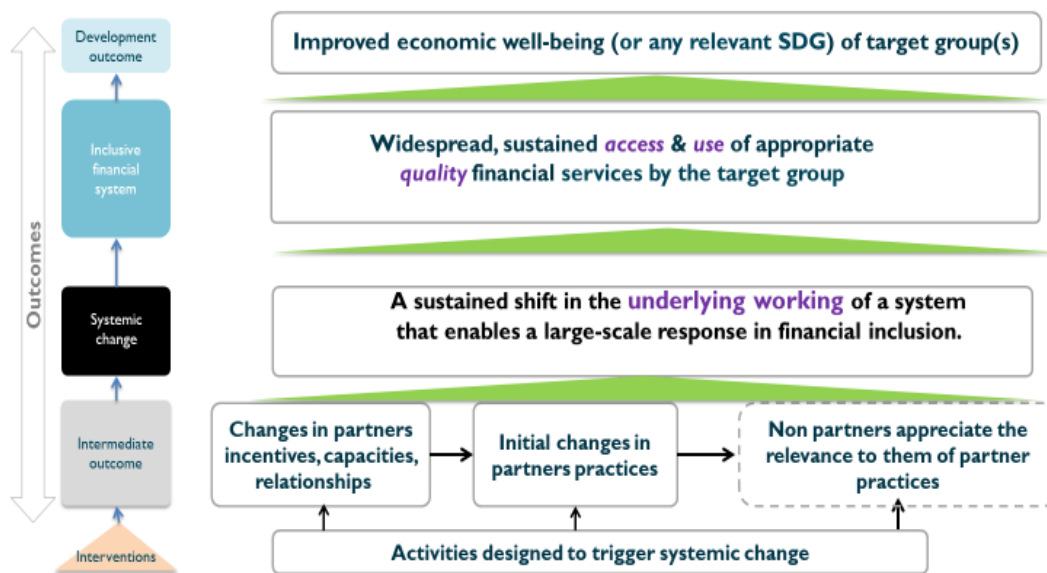 Outcomes
Development
outcome
Improved economic well-being (or any relevant SDG) of target group(s)
Inclusive
financial
system
Widespread, sustained access & use of appropriate
quality financial services by the target group
Systemic
change
A sustained shift in the underlying working of a system
that enables a large-scale response in financial inclusion.
Intermediate
outcome
Changes in partners
incentives, capacities,
relationships
Initial changes in
partners practices
Non partners appreciate the
relevance to them of partner
practices
Interventions
Activities designed to trigger systemic change